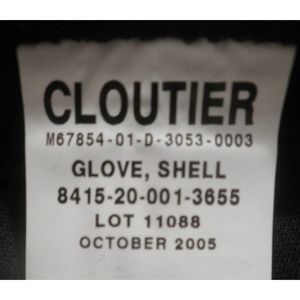 CLOUTIER
M67854-01-D-3053-0003
GLOVE, SHELL
8415-20-001-3655
LOT 11088
OCTOBER 2005